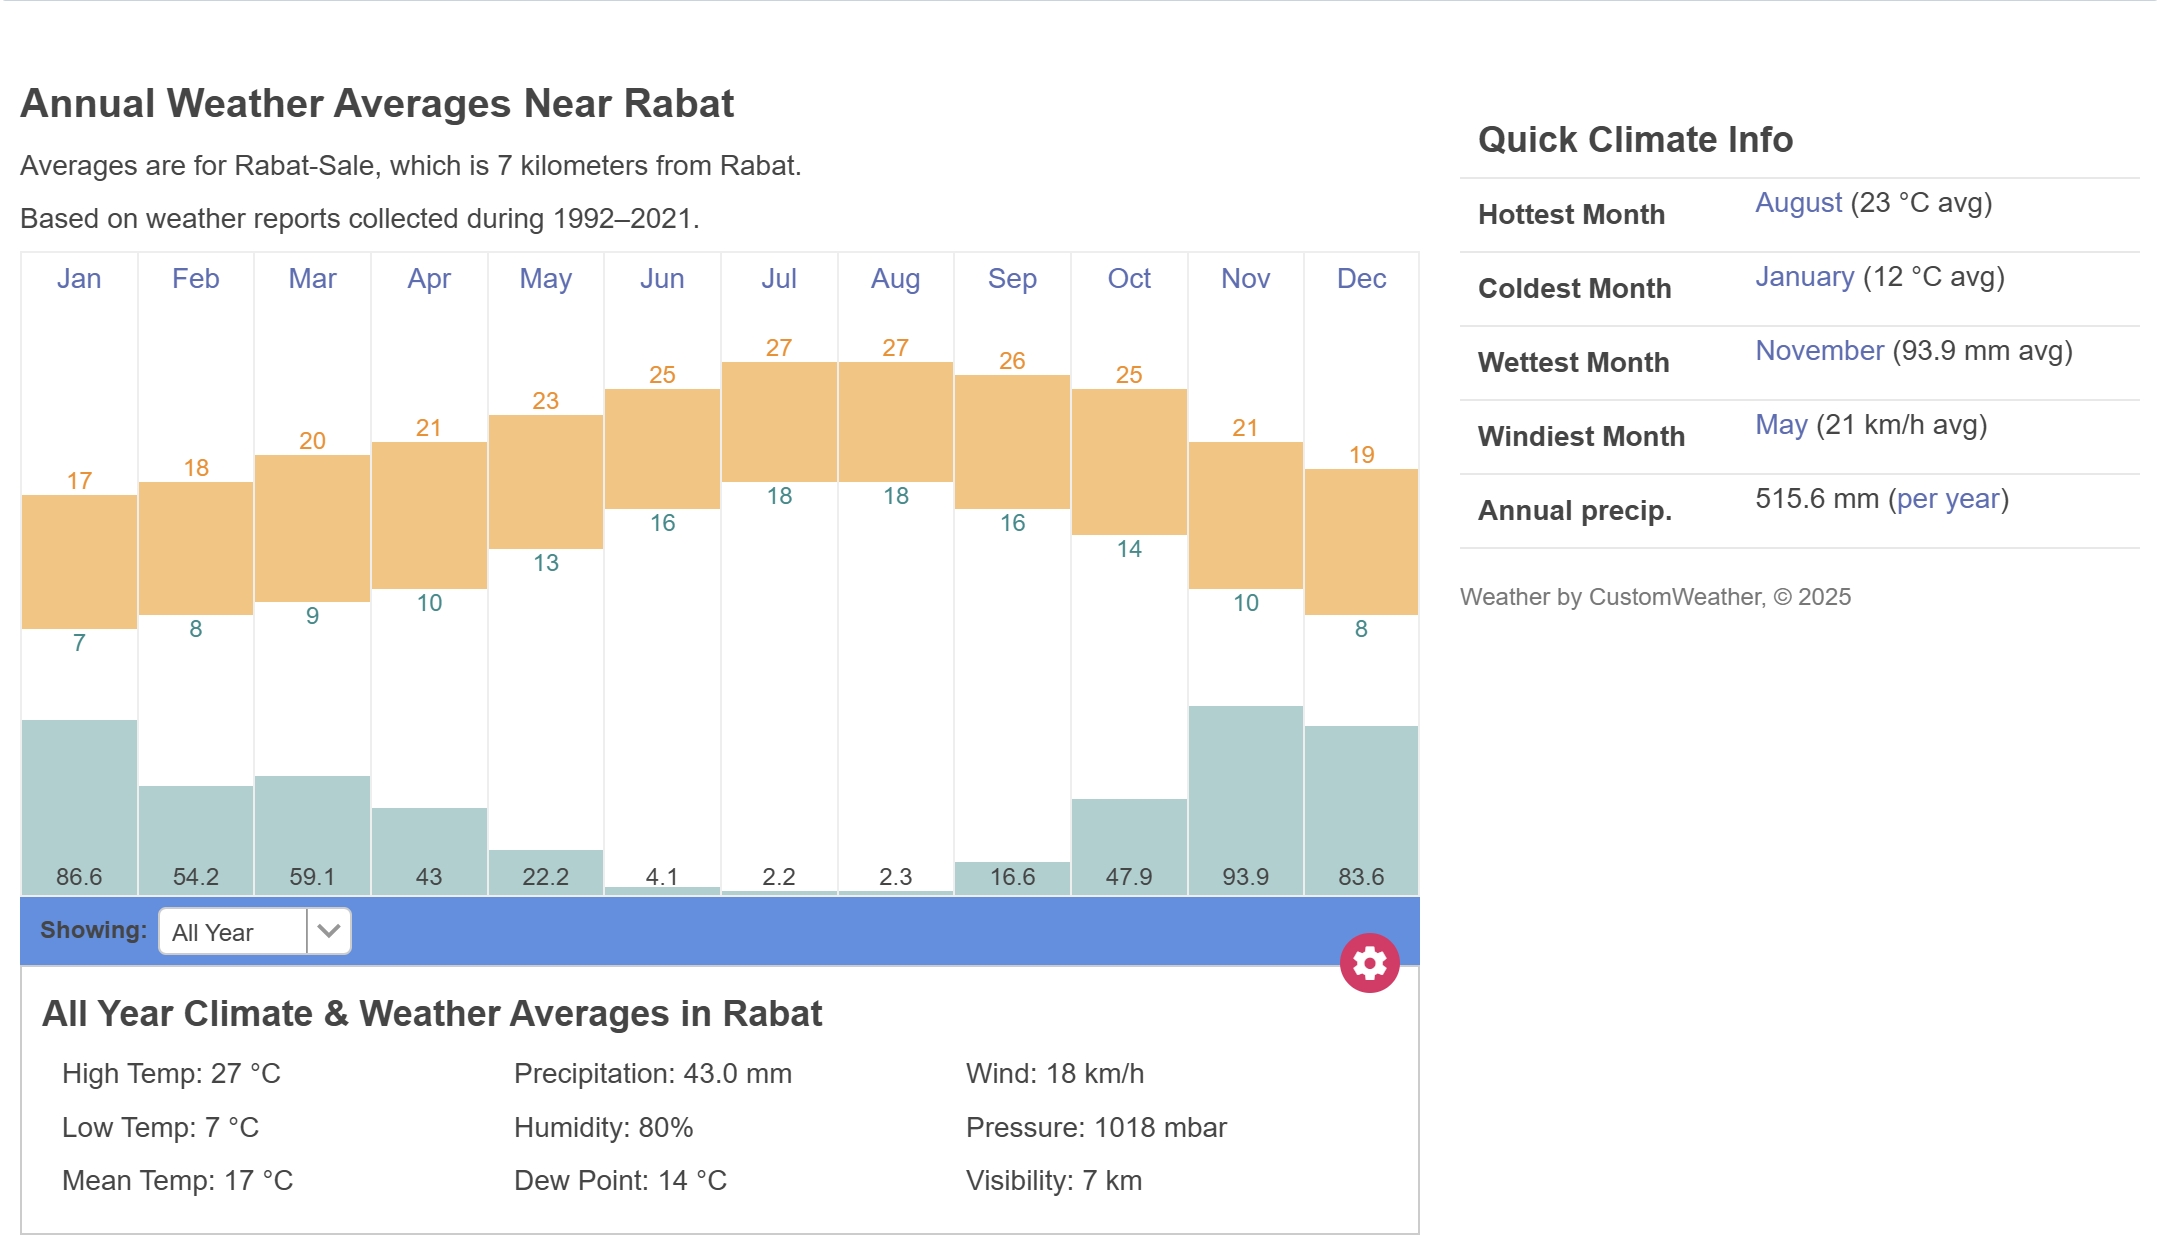 Annual Weather Averages Near Rabat
Averages are for Rabat-Sale, which is 7 kilometers from Rabat.
Based on weather reports collected during 1992–2021.
Jan Feb Mar Apr May Jun Jul Aug Sep Oct Nov Dec
17 18 20 21 23 25 27 27 26 25 21 19
7 8 9 10 13 16 18 18 16 14 10 8
86.6 54.2 59.1 43 22.2 4.1 2.2 2.3 16.6 47.9 93.9 83.6
Showing: All Year
All Year Climate & Weather Averages in Rabat
High Temp: 27 °C Precipitation: 43.0 mm Wind: 18 km/h
Low Temp: 7 °C Humidity: 80% Pressure: 1018 mbar
Mean Temp: 17 °C Dew Point: 14 °C Visibility: 7 km
Quick Climate Info
Hottest Month August (23 °C avg)
Coldest Month January (12 °C avg)
Wettest Month November (93.9 mm avg)
Windiest Month May (21 km/h avg)
Annual precip. 515.6 mm (per year)
Weather by CustomWeather, © 2025